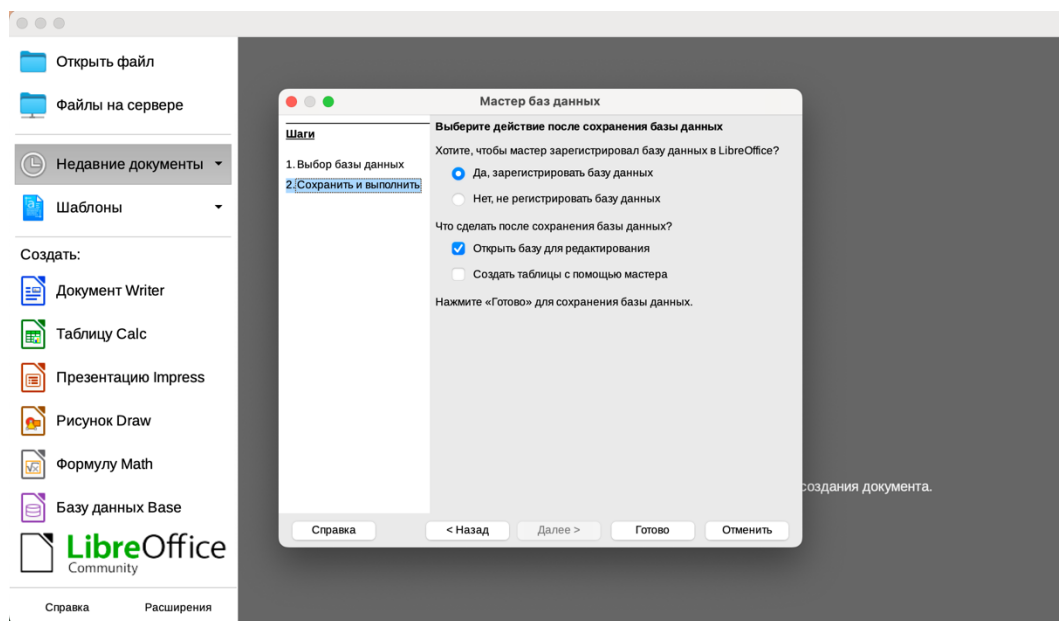 Открыть файл
Файлы на сервере
Недавние документы
Шаблоны
Создать:
Документ Writer
Таблицу Calc
Презентацию Impress
Рисунок Draw
Формулу Math
Базу данных Base
LibreOffice
Community
Справка Расширения
Мастер баз данных
Шаги
1. Выбор базы данных
2. Сохранить и выполнить
Выберите действие после сохранения базы данных
Хотите, чтобы мастер зарегистрировал базу данных в LibreOffice?
Да, зарегистрировать базу данных
Нет, не регистрировать базу данных
Что сделать после сохранения базы данных?
Открыть базу для редактирования
Создать таблицы с помощью мастера
Нажмите «Готово» для сохранения базы данных.
Справка < Назад Далее > Готово Отменить
создания документа.